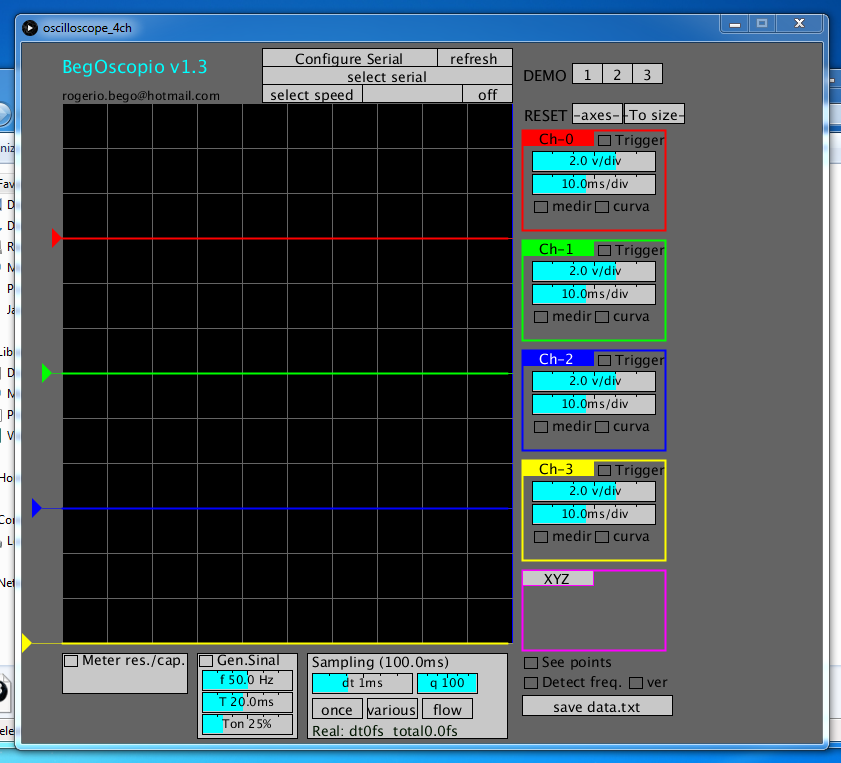 oscilloscope_4ch
BegOscopio v1.3
rogerio.bego@hotmail.com
Configure Serial refresh
select serial
select speed off
DEMO 1 2 3
RESET -axes- -To size-
Ch-0 Trigger
2.0 v/div
10.0ms/div
medir curva
Ch-1 Trigger
2.0 v/div
10.0ms/div
medir curva
Ch-2 Trigger
2.0 v/div
10.0ms/div
medir curva
Ch-3 Trigger
2.0 v/div
10.0ms/div
medir curva
XYZ
Meter res./cap.
Gen.Sinal
f 50.0 Hz
T 20.0ms
Ton 25%
Sampling (100.0ms)
dt 1ms q 100
once various flow
Real: dt0fs total0.0fs
See points
Detect freq. ver
save data.txt